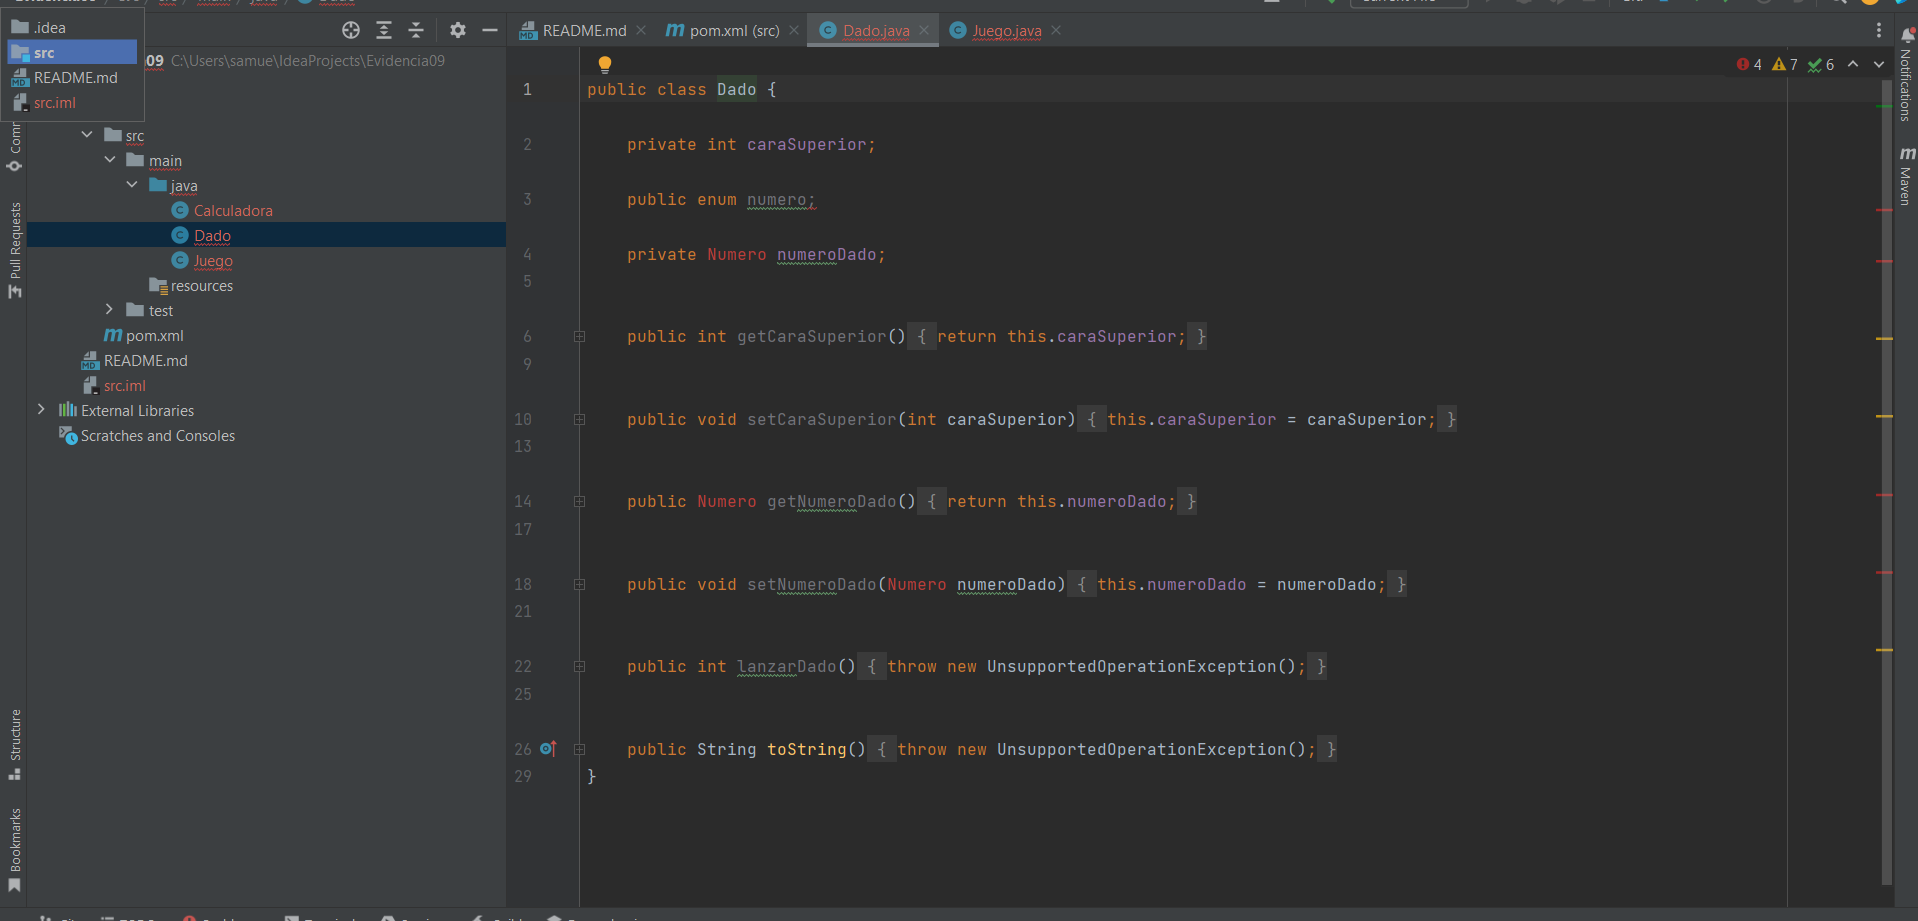 .idea
src
README.md
src.iml
09 C:\Users\samue\IdeaProjects\Evidencia09
src
main
java
Calculadora
Dado
Juego
resources
test
pom.xml
README.md
src.iml
External Libraries
Scratches and Consoles
Pull Requests
Structure
Bookmarks
README.md
pom.xml (src)
Dado.java
Juego.java
4 7 6
1 public class Dado {
2 private int caraSuperior;
3 public enum numero;
4 private Numero numeroDado;
5
6 public int getCaraSuperior() { return this.caraSuperior; }
9
10 public void setCaraSuperior(int caraSuperior) { this.caraSuperior = caraSuperior; }
13
14 public Numero getNumeroDado() { return this.numeroDado; }
17
18 public void setNumeroDado(Numero numeroDado) { this.numeroDado = numeroDado; }
21
22 public int lanzarDado() { throw new UnsupportedOperationException(); }
25
26 public String toString() { throw new UnsupportedOperationException(); }
29 }
Notifications
Maven